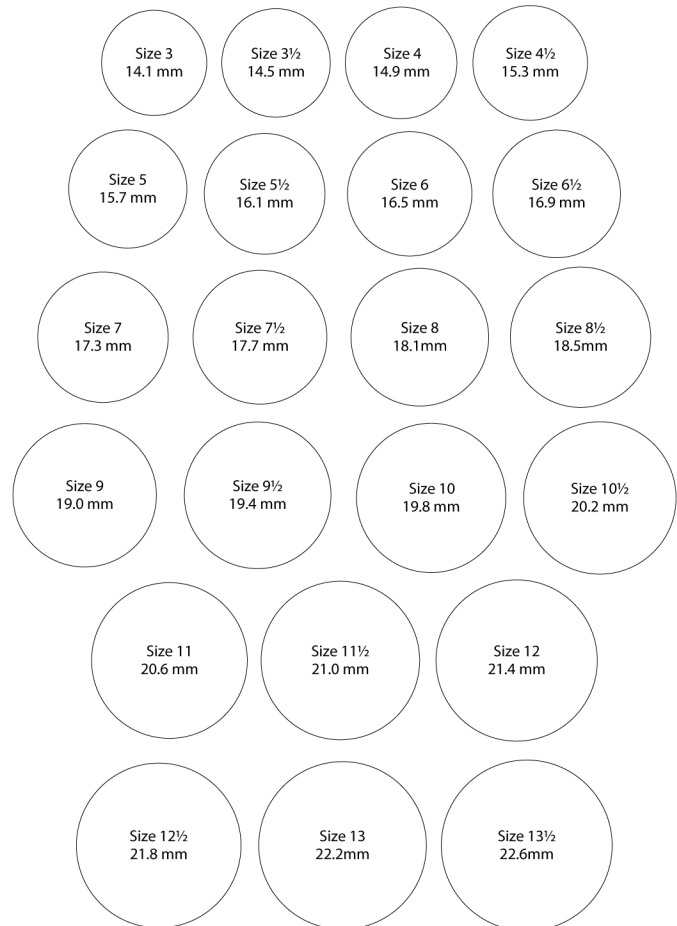 Size 3
14.1 mm
Size 3½
14.5 mm
Size 4
14.9 mm
Size 4½
15.3 mm
Size 5
15.7 mm
Size 5½
16.1 mm
Size 6
16.5 mm
Size 6½
16.9 mm
Size 7
17.3 mm
Size 7½
17.7 mm
Size 8
18.1mm
Size 8½
18.5mm
Size 9
19.0 mm
Size 9½
19.4 mm
Size 10
19.8 mm
Size 10½
20.2 mm
Size 11
20.6 mm
Size 11½
21.0 mm
Size 12
21.4 mm
Size 12½
21.8 mm
Size 13
22.2mm
Size 13½
22.6mm